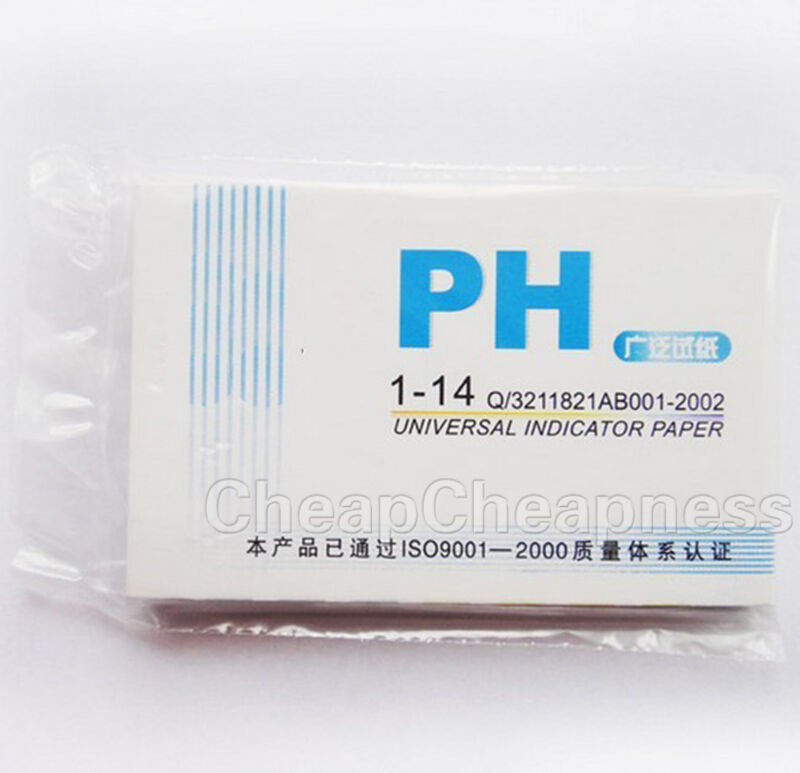 PH
广泛试纸
1-14 Q/3211821AB001-2002
UNIVERSAL INDICATOR PAPER
CheapCheapness
本产品已通过ISO9001—2000质量体系认证